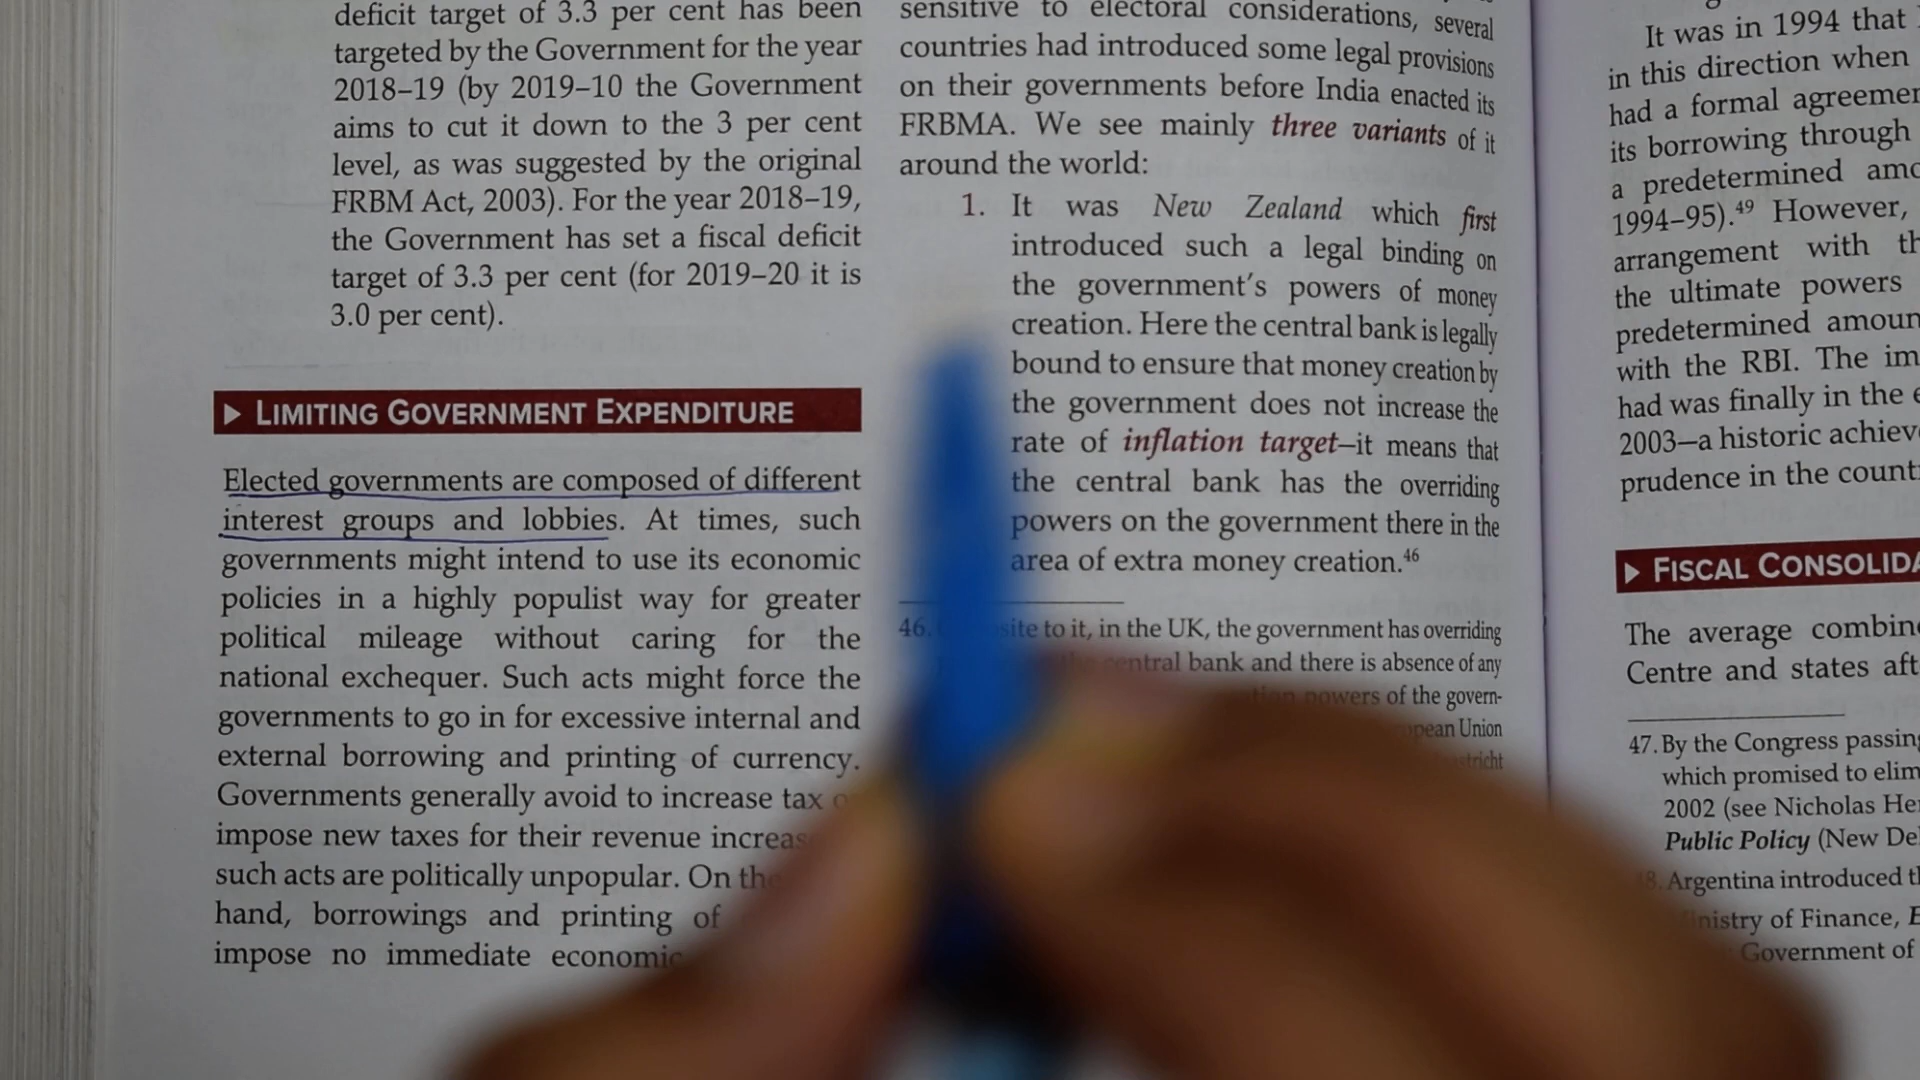 deficit target of 3.3 per cent has been
targeted by the Government for the year
2018–19 (by 2019–10 the Government
aims to cut it down to the 3 per cent
level, as was suggested by the original
FRBM Act, 2003). For the year 2018–19,
the Government has set a fiscal deficit
target of 3.3 per cent (for 2019–20 it is
3.0 per cent).
▶ LIMITING GOVERNMENT EXPENDITURE
Elected governments are composed of different
interest groups and lobbies. At times, such
governments might intend to use its economic
policies in a highly populist way for greater
political mileage without caring for the
national exchequer. Such acts might force the
governments to go in for excessive internal and
external borrowing and printing of currency.
Governments generally avoid to increase tax
impose new taxes for their revenue
such acts are politically unpopular. On
hand, borrowings and printing of
impose no immediate economic
sensitive to electoral considerations, several
countries had introduced some legal provisions
on their governments before India enacted its
FRBMA. We see mainly three variants of it
around the world:
1. It was New Zealand which first
introduced such a legal binding on
the government's powers of money
creation. Here the central bank is legally
bound to ensure that money creation by
the government does not increase the
rate of inflation target—it means that
the central bank has the overriding
powers on the government there in the
area of extra money creation.46
46. to it, in the UK, the government has overriding
central bank and there is absence of any
powers of the govern-
Union
It was in 1994 that
in this direction when
had a formal
its borrowing through
a predetermined
1994–95).49 However,
arrangement with
the ultimate powers
predetermined
with the RBI. The
had was finally in the
2003—a historic
prudence in the
▶ FISCAL
The average
Centre and states
47. By the Congress passing
which promised to
2002 (see Nicholas
Public Policy (New
Argentina introduced
of Finance,
Government of